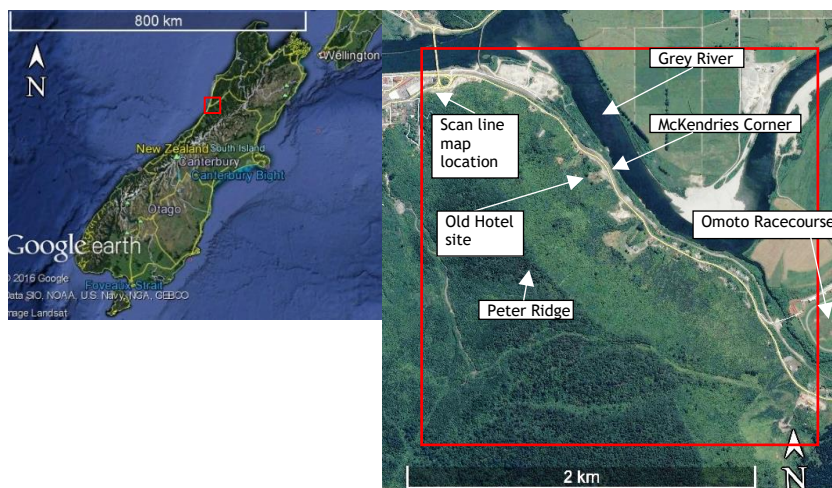 800 km
N
Wellington
New Zealand
South Island
Canterbury
Canterbury Bight
Otago
Google earth
© 2016 Google
Data SIO, NOAA, U.S. Navy, NGA, GEBCO
Image Landsat
Foveaux Strait
Grey River
Scan line
map
location
McKendries Corner
Old Hotel
site
Omoto Racecourse
Peter Ridge
2 km
N